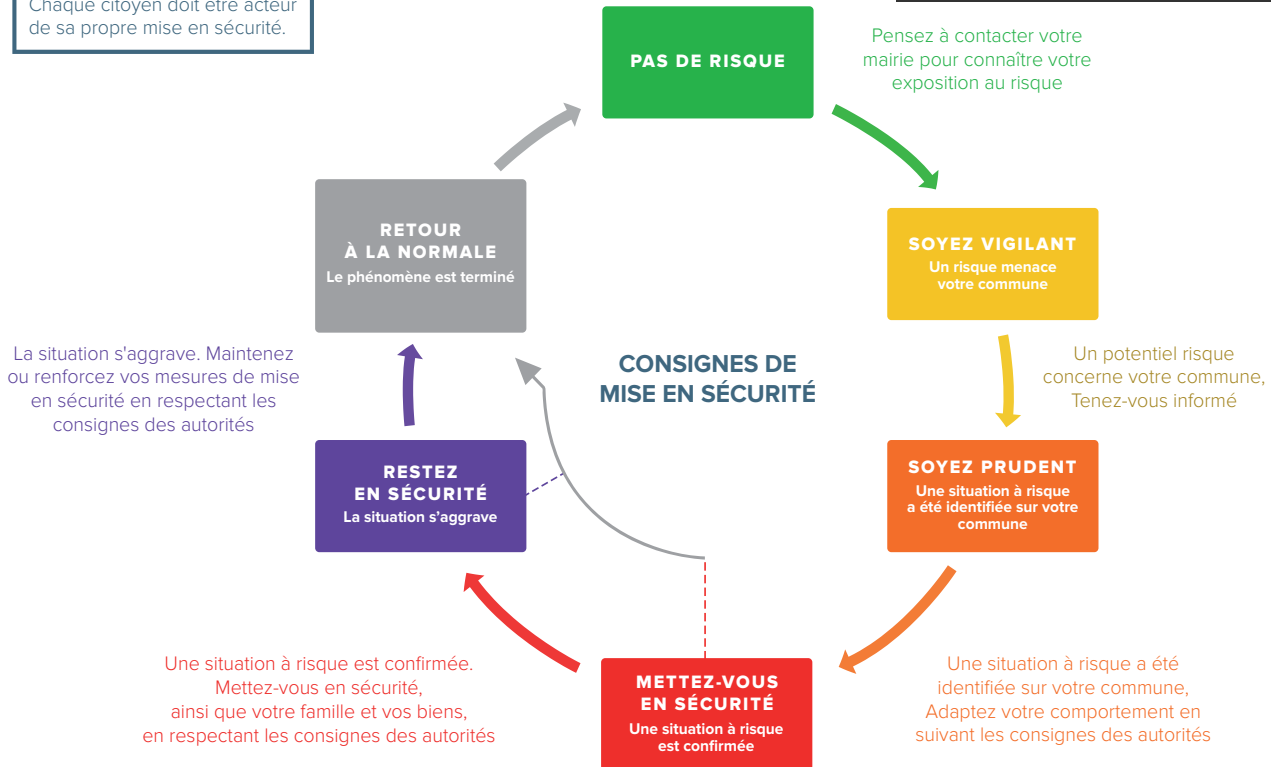 Chaque citoyen doit être acteur
de sa propre mise en sécurité.
PAS DE RISQUE
Pensez à contacter votre
mairie pour connaître votre
exposition au risque
SOYEZ VIGILANT
Un risque menace
votre commune
Un potentiel risque
concerne votre commune,
Tenez-vous informé
SOYEZ PRUDENT
Une situation à risque
a été identifiée sur votre
commune
Une situation à risque a été
identifiée sur votre commune,
Adaptez votre comportement en
suivant les consignes des autorités
METTEZ-VOUS
EN SÉCURITÉ
Une situation à risque
est confirmée
Une situation à risque est confirmée.
Mettez-vous en sécurité,
ainsi que votre famille et vos biens,
en respectant les consignes des autorités
RESTEZ
EN SÉCURITÉ
La situation s’aggrave
La situation s'aggrave. Maintenez
ou renforcez vos mesures de mise
en sécurité en respectant les
consignes des autorités
RETOUR
À LA NORMALE
Le phénomène est terminé
CONSIGNES DE
MISE EN SÉCURITÉ